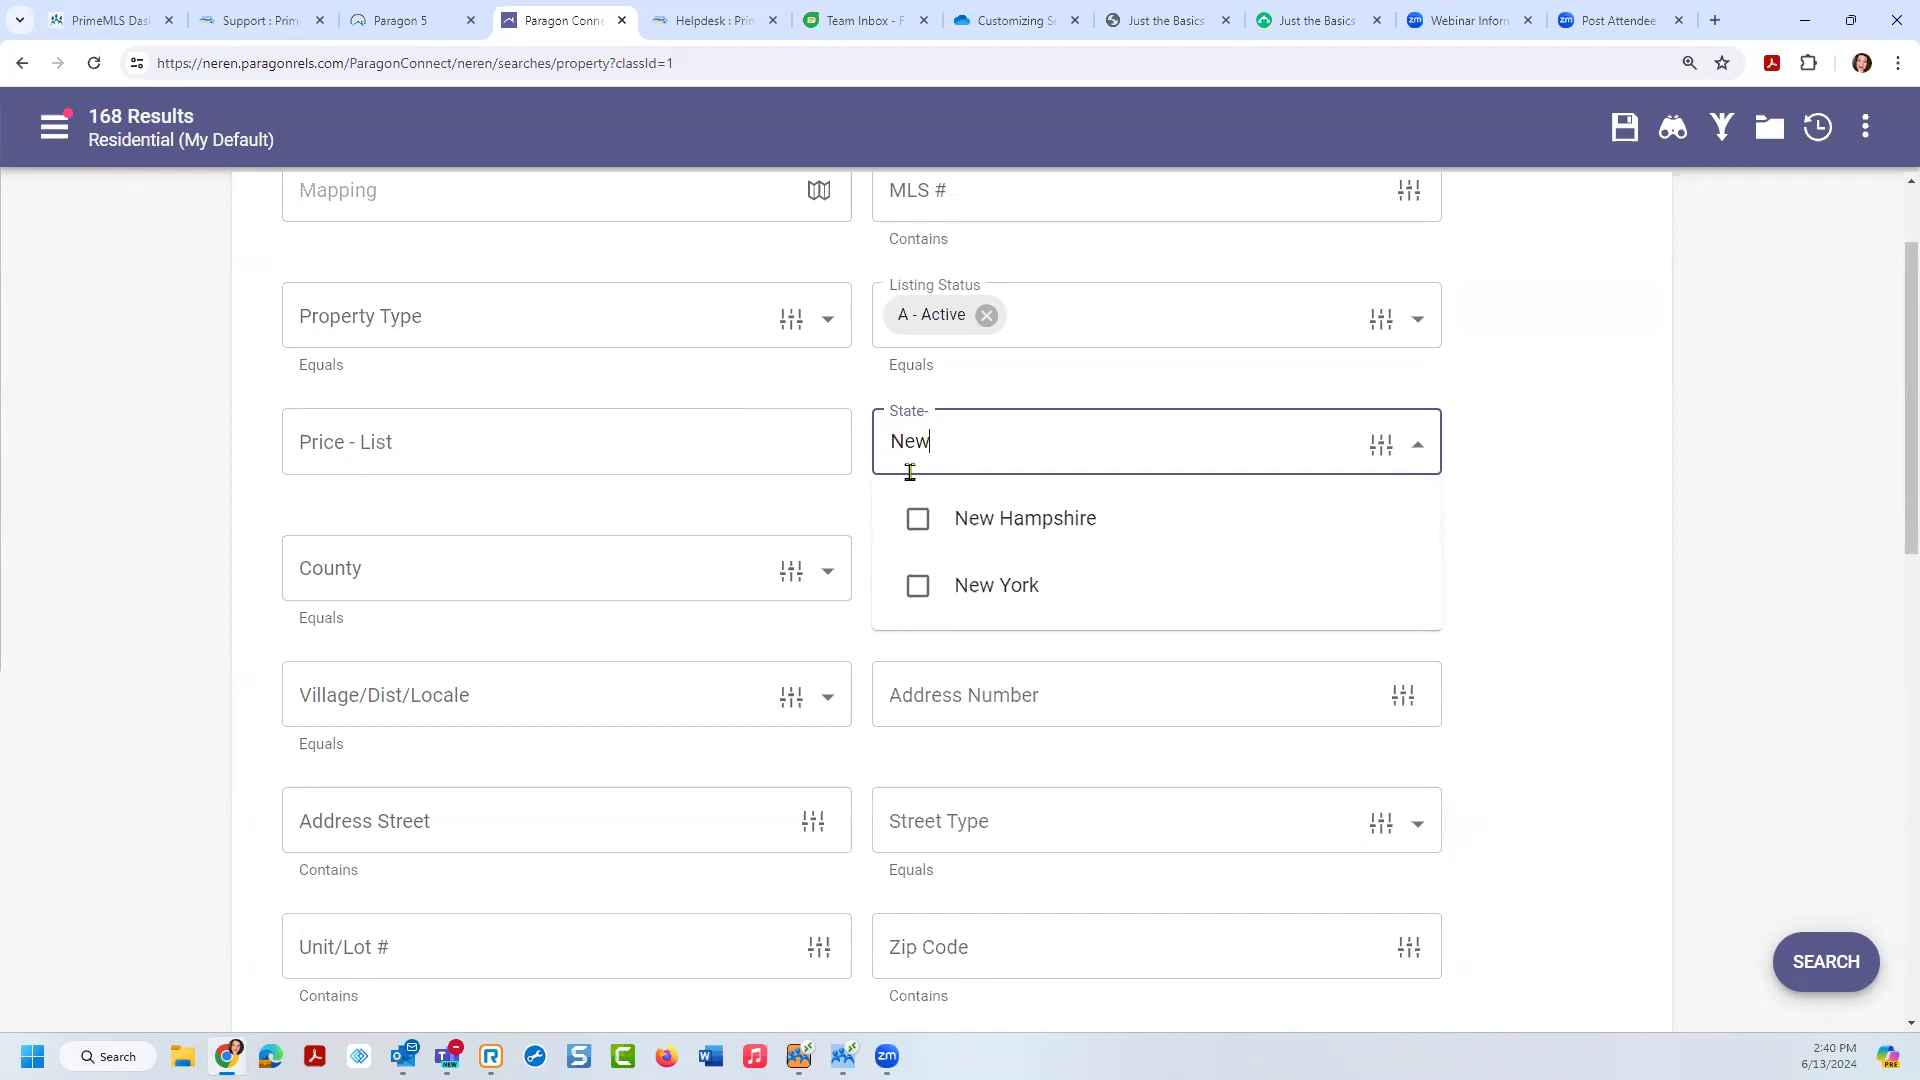 PrimeMLS Das
Support : Prim
Paragon 5
Paragon Conne
Helpdesk : Prim
Team Inbox - F
Customizing Se
Just the Basics
Just the Basics
Webinar Inform
Post Attendee
https://neren.paragonrels.com/ParagonConnect/neren/searches/property?classId=1
168 Results
Residential (My Default)
Mapping
MLS #
Contains
Property Type
Equals
Listing Status
A - Active
Equals
Price - List
State-
New
New Hampshire
New York
County
Equals
Village/Dist/Locale
Equals
Address Number
Address Street
Contains
Street Type
Equals
Unit/Lot #
Contains
Zip Code
Contains
SEARCH
Search
2:40 PM
6/13/2024